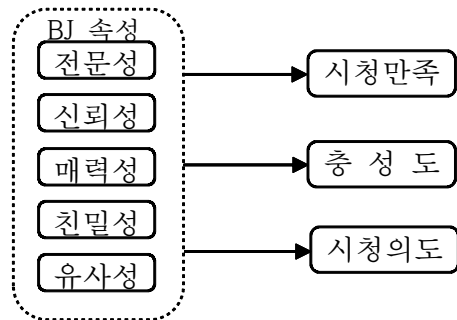 BJ 속성
전문성
신뢰성
매력성
친밀성
유사성
시청만족
충 성 도
시청의도